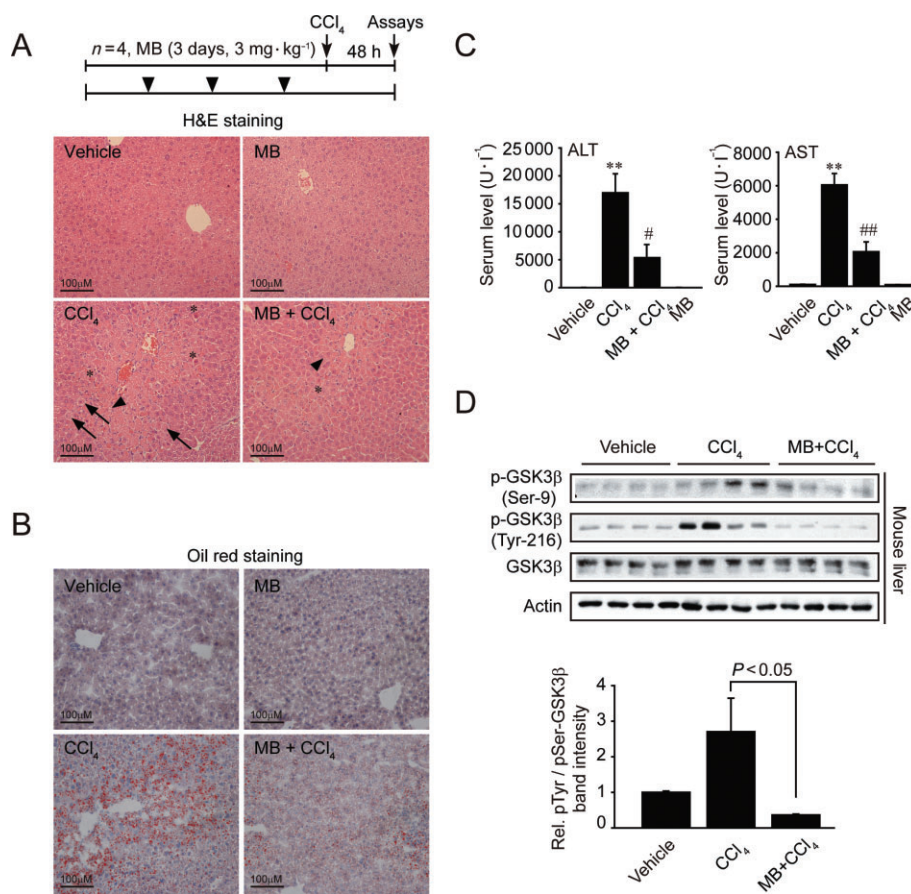 A
CCl₄
Assays
n = 4, MB (3 days, 3 mg·kg⁻¹)
48 h
H&E staining
Vehicle
MB
100µM
100µM
CCl₄
MB + CCl₄
*
*
*
*
100µM
100µM
B
Oil red staining
Vehicle
MB
100µM
100µM
CCl₄
MB + CCl₄
100µM
100µM
C
Serum level (U·l⁻¹)
ALT
20 000
15 000
10 000
5 000
0
**
#
Vehicle
CCl₄
MB + CCl₄
MB
Serum level (U·l⁻¹)
AST
8000
6000
4000
2000
0
**
##
Vehicle
CCl₄
MB + CCl₄
MB
D
Vehicle
CCl₄
MB+CCl₄
p-GSK3β
(Ser-9)
p-GSK3β
(Tyr-216)
GSK3β
Actin
Mouse liver
Rel. pTyr / pSer-GSK3β
band intensity
4
3
2
1
0
P < 0.05
Vehicle
CCl₄
MB+CCl₄